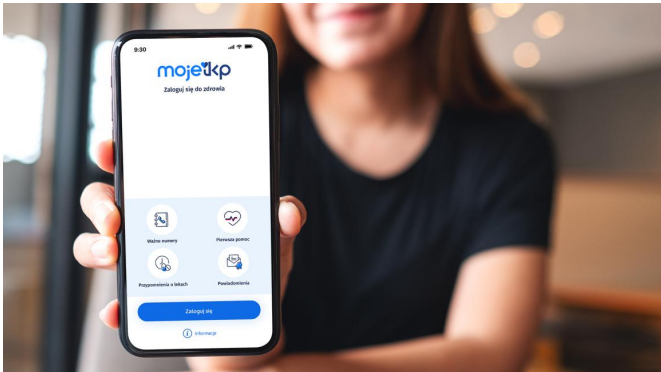 9:30
mojeikp
Zaloguj się do zdrowia
Ważne numery
Pierwsza pomoc
Przypomnienia o lekach
Powiadomienia
Zaloguj się
Informacje